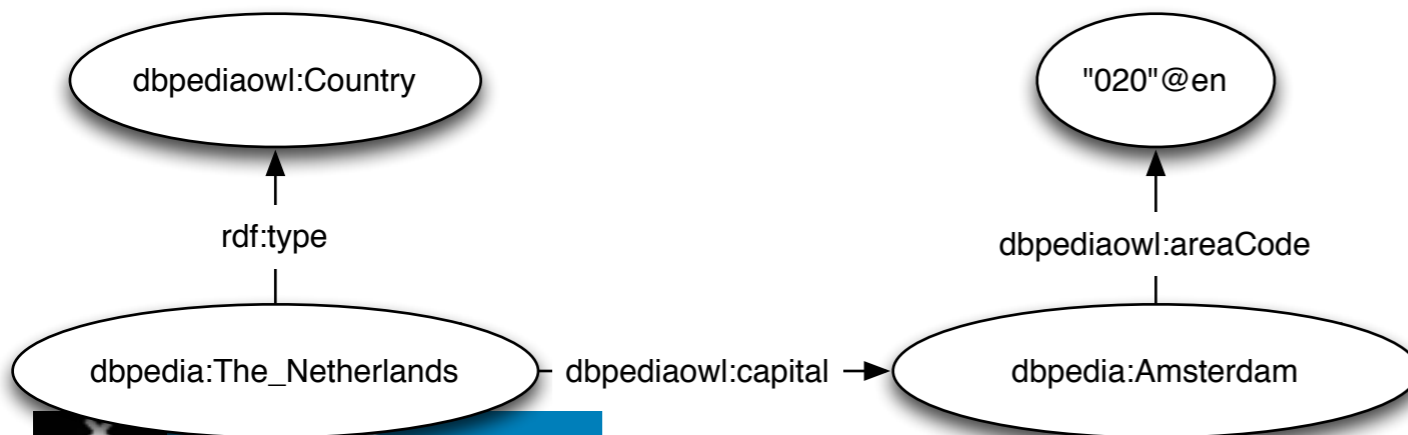 dbpediaowl:Country
"020"@en
rdf:type
dbpediaowl:areaCode
dbpedia:The_Netherlands
dbpediaowl:capital
dbpedia:Amsterdam